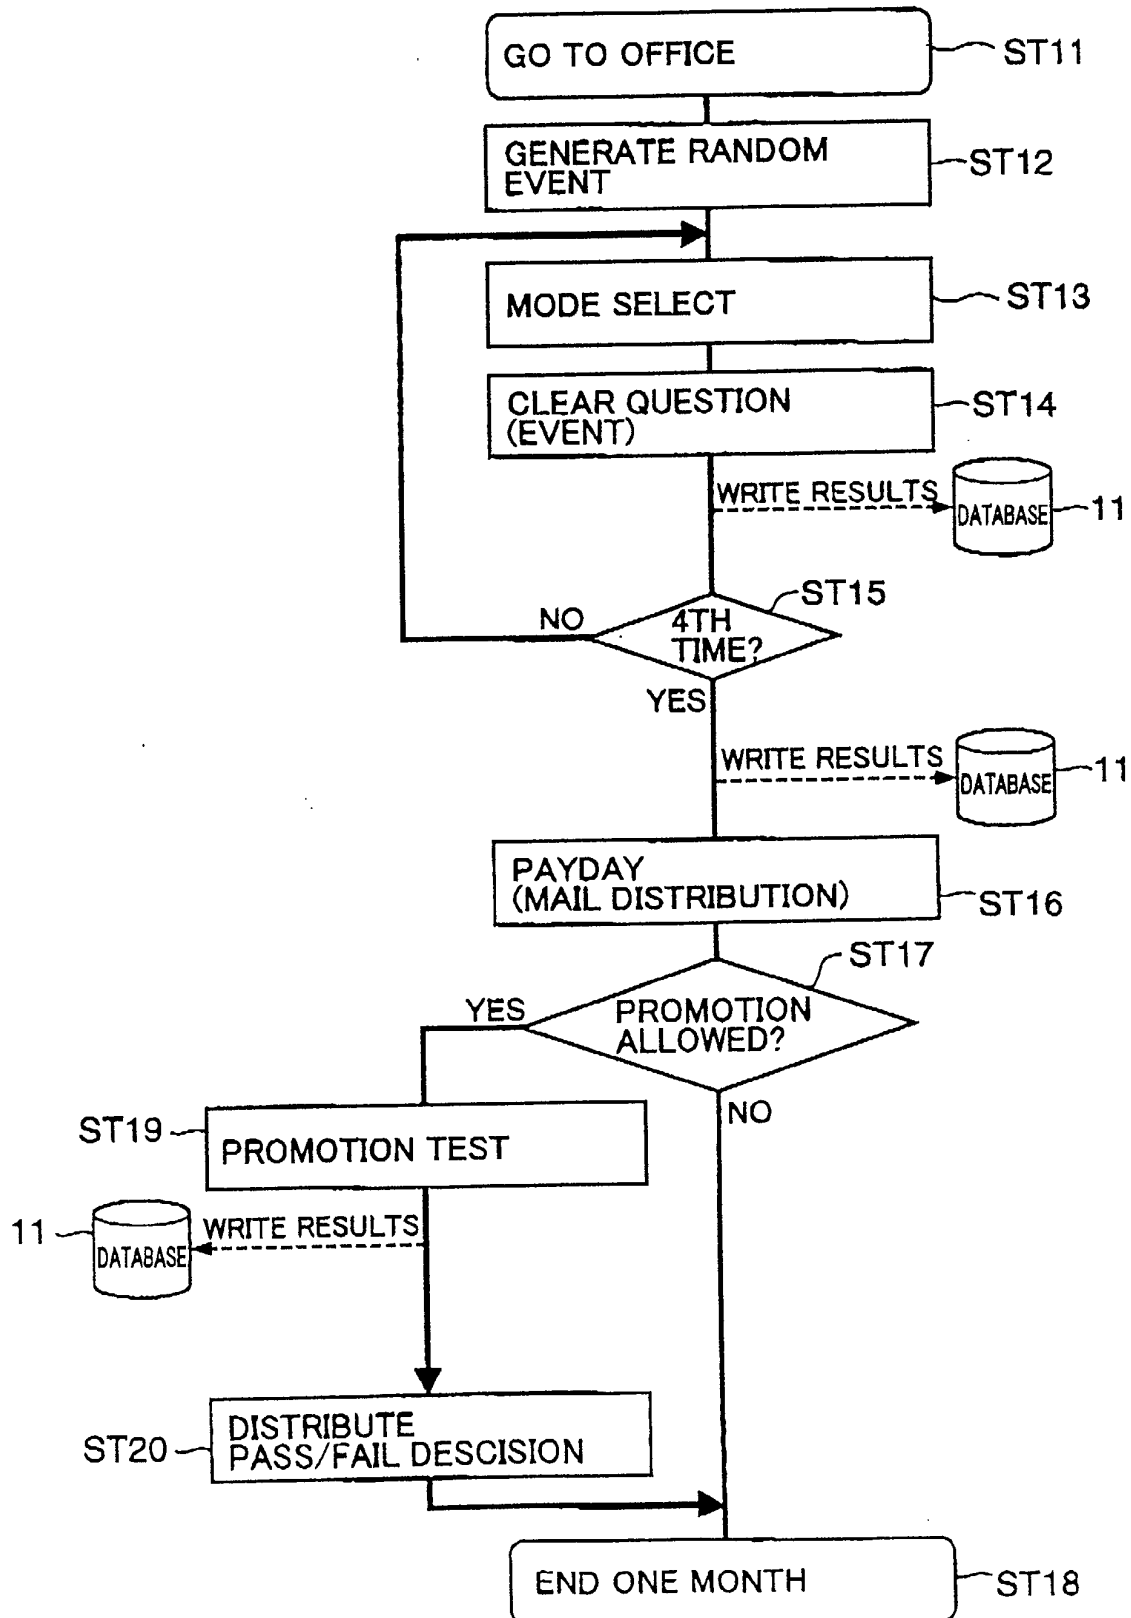 GO TO OFFICE
ST11
GENERATE RANDOM
EVENT
ST12
MODE SELECT
ST13
CLEAR QUESTION
(EVENT)
ST14
WRITE RESULTS
DATABASE
11
ST15
4TH
TIME?
NO
YES
WRITE RESULTS
DATABASE
11
PAYDAY
(MAIL DISTRIBUTION)
ST16
ST17
PROMOTION
ALLOWED?
YES
NO
ST19
PROMOTION TEST
11
DATABASE
WRITE RESULTS
ST20
DISTRIBUTE
PASS/FAIL DESCISION
END ONE MONTH
ST18